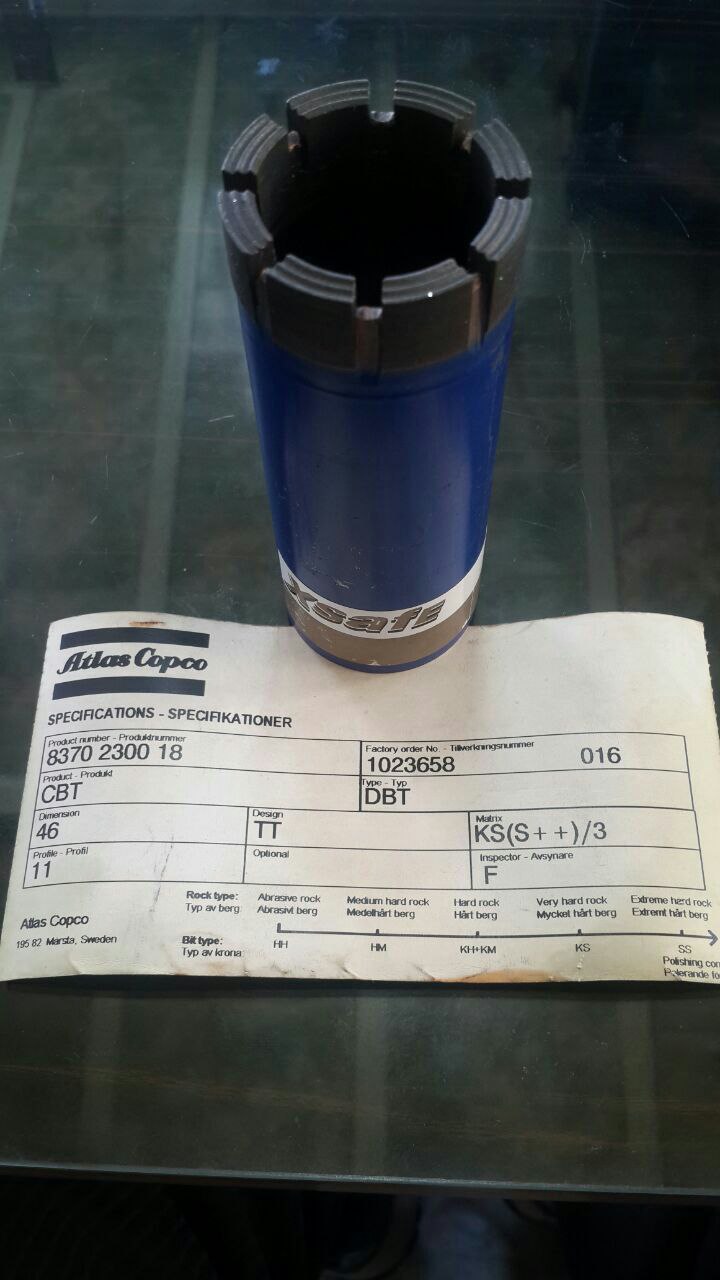 Xsafe
Atlas Copco
SPECIFICATIONS - SPECIFIKATIONER
Product number - Produktnummer
8370 2300 18
Factory order No. - Tillverkningsnummer
1023658 016
Product - Produkt
CBT
Type - Typ
DBT
Dimension
46
Design
TT
Matrix
KS(S++)/3
Profile - Profil
11
Optional
Inspector - Avsynare
F
Rock type: Abrasive rock Medium hard rock Hard rock Very hard rock Extreme hard rock
Typ av berg: Abrasivt berg Medelhårt berg Hårt berg Mycket hårt berg Extremt hårt berg
Atlas Copco
195 82 Märsta, Sweden
Bit type: HH HM KH+KM KS SS
Typ av krona:
Polishing
Polerande